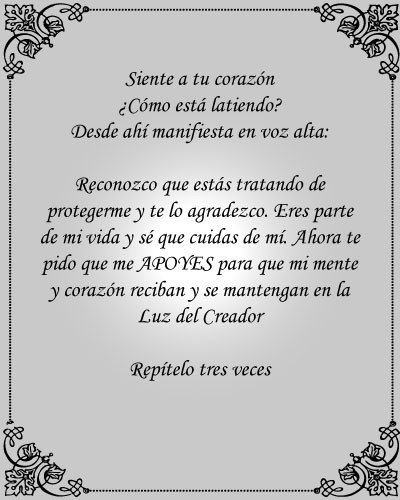 Siente a tu corazón
¿Cómo está latiendo?
Desde ahí manifiesta en voz alta:
Reconozco que estás tratando de
protegerme y te lo agradezco. Eres parte
de mi vida y sé que cuidas de mí. Ahora te
pido que me APOYES para que mi mente
y corazón reciban y se mantengan en la
Luz del Creador
Repítelo tres veces